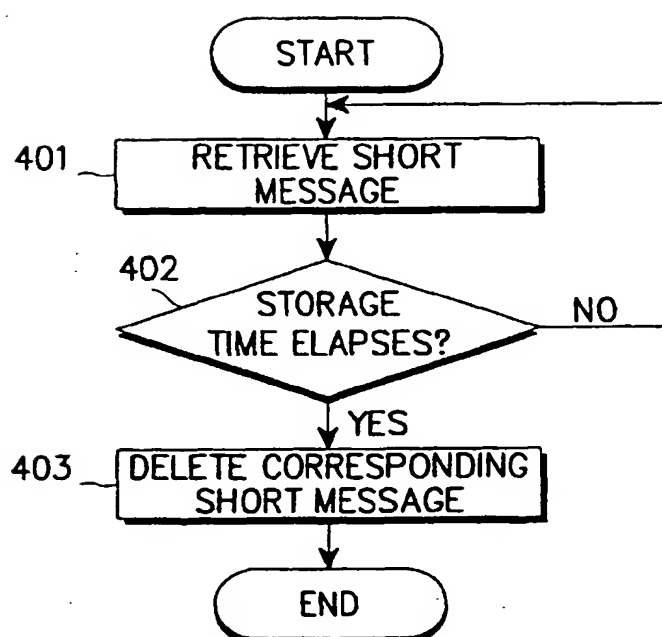 START
401
RETRIEVE SHORT
MESSAGE
402
STORAGE
TIME ELAPSES?
NO
YES
403
DELETE CORRESPONDING
SHORT MESSAGE
END